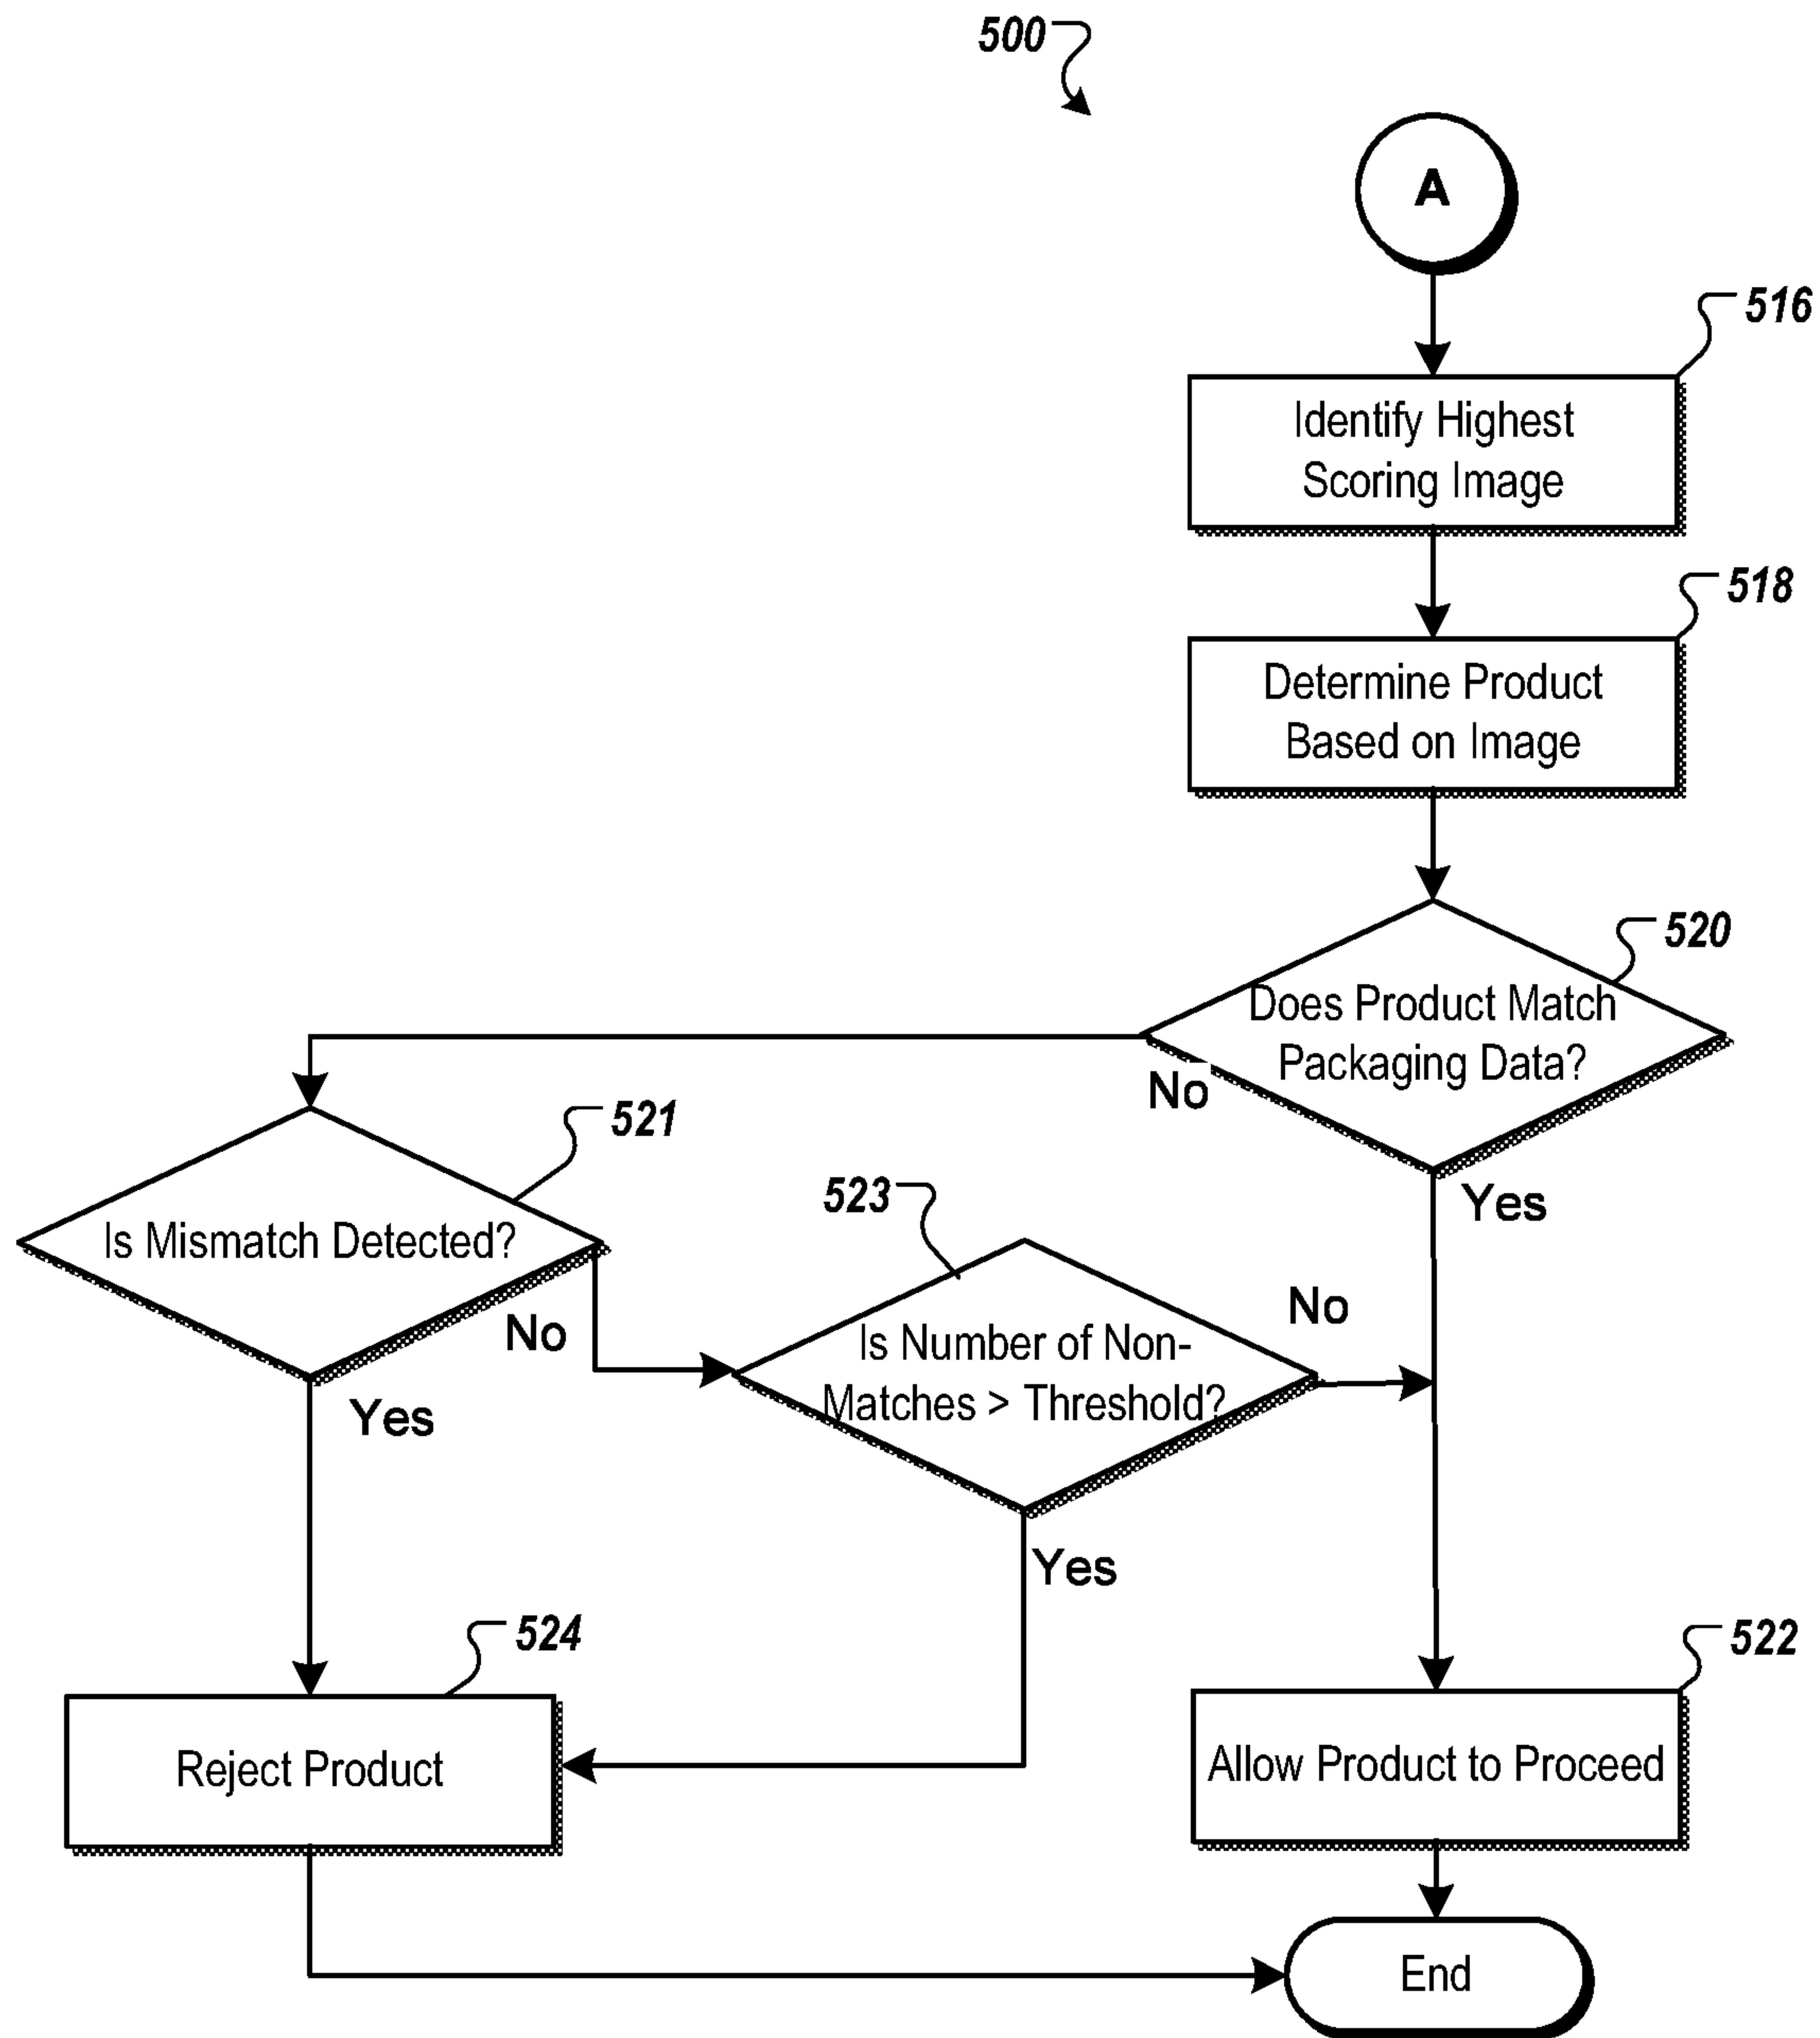 500
A
516
Identify Highest
Scoring Image
518
Determine Product
Based on Image
520
Does Product Match
Packaging Data?
No
Yes
521
Is Mismatch Detected?
No
Yes
523
Is Number of Non-
Matches > Threshold?
No
Yes
524
Reject Product
522
Allow Product to Proceed
End